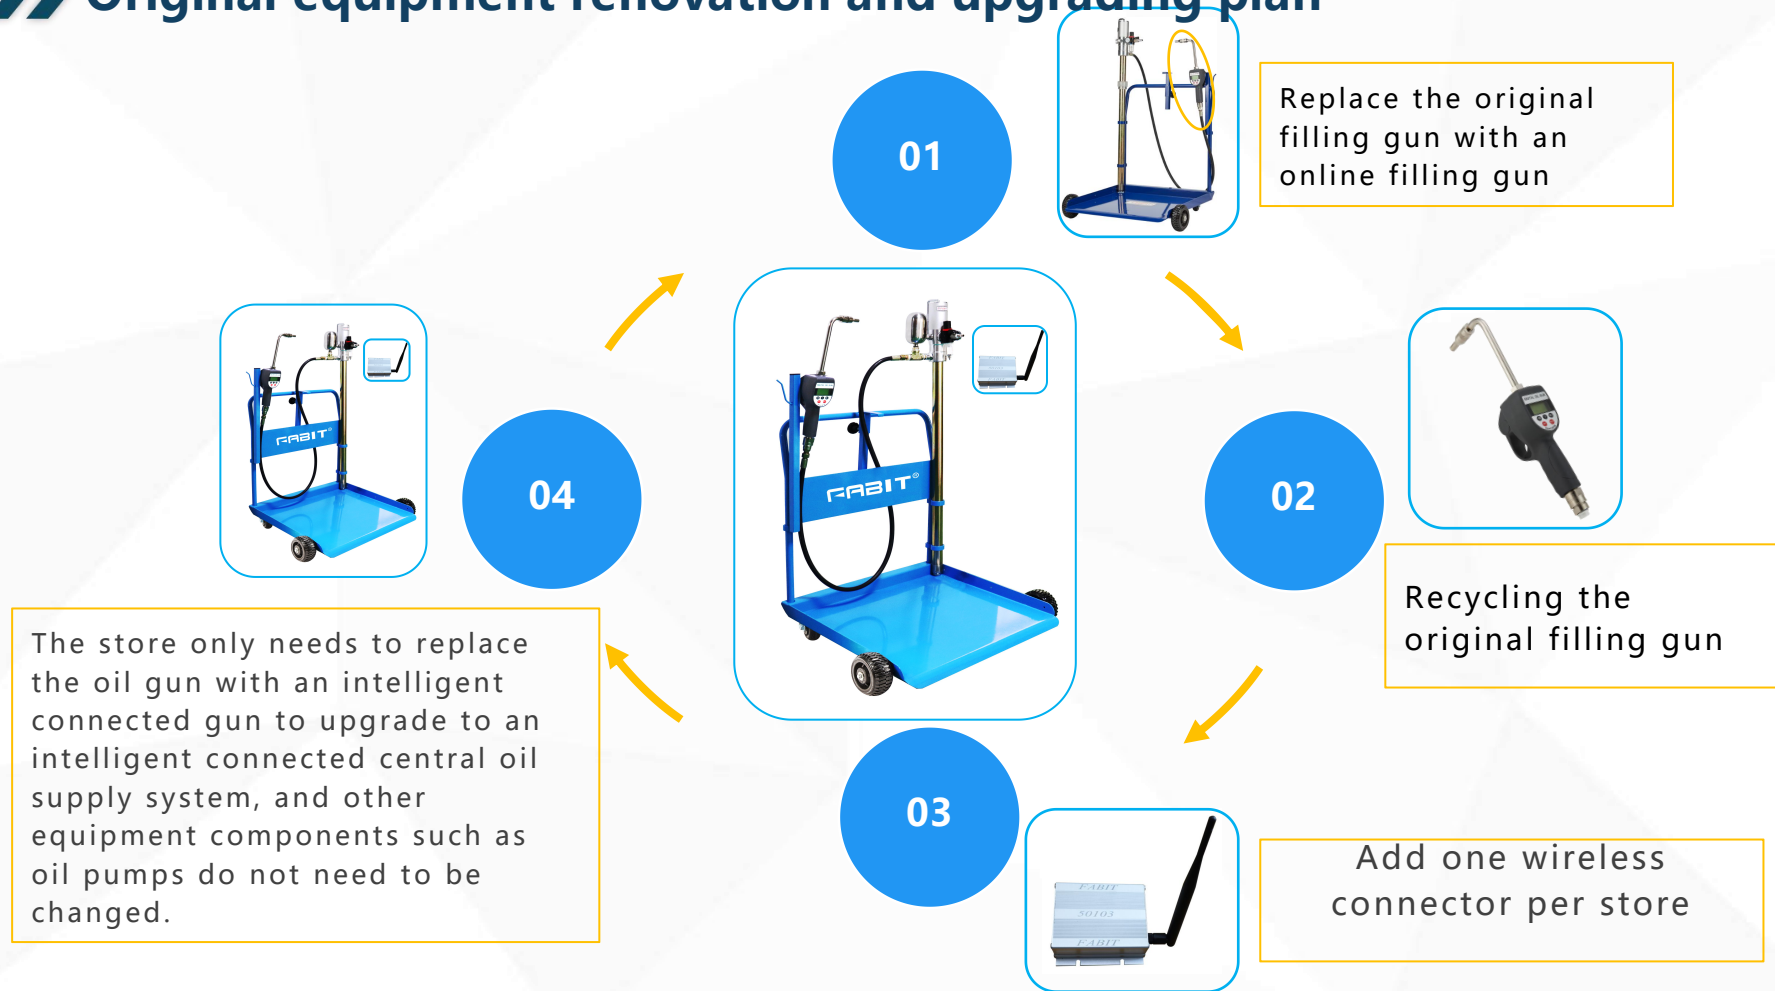 Original equipment renovation and upgrading plan
01
Replace the original
filling gun with an
online filling gun
FABIT®
04
FABIT®
02
Recycling the
original filling gun
The store only needs to replace
the oil gun with an intelligent
connected gun to upgrade to an
intelligent connected central oil
supply system, and other
equipment components such as
oil pumps do not need to be
changed.
03
FABIT
50103
FABIT
Add one wireless
connector per store